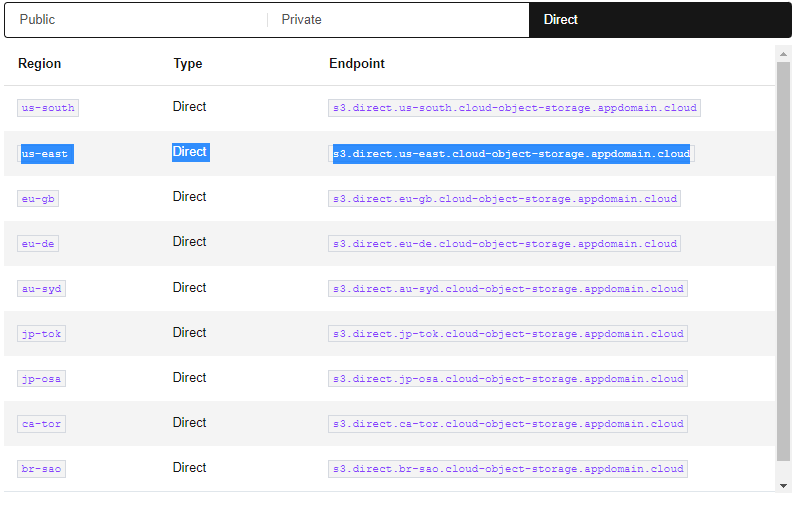 Public Private Direct
Region Type Endpoint
us-south Direct s3.direct.us-south.cloud-object-storage.appdomain.cloud
us-east Direct s3.direct.us-east.cloud-object-storage.appdomain.cloud
eu-gb Direct s3.direct.eu-gb.cloud-object-storage.appdomain.cloud
eu-de Direct s3.direct.eu-de.cloud-object-storage.appdomain.cloud
au-syd Direct s3.direct.au-syd.cloud-object-storage.appdomain.cloud
jp-tok Direct s3.direct.jp-tok.cloud-object-storage.appdomain.cloud
jp-osa Direct s3.direct.jp-osa.cloud-object-storage.appdomain.cloud
ca-tor Direct s3.direct.ca-tor.cloud-object-storage.appdomain.cloud
br-sao Direct s3.direct.br-sao.cloud-object-storage.appdomain.cloud